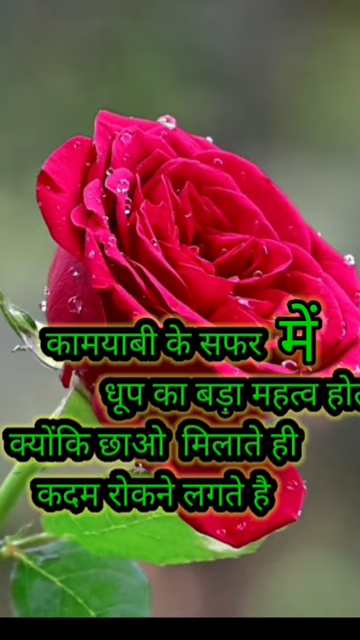 कामयाबी के सफर में
धूप का बड़ा महत्व होत
क्योंकि छाओ मिलाते ही
कदम रोकने लगते है